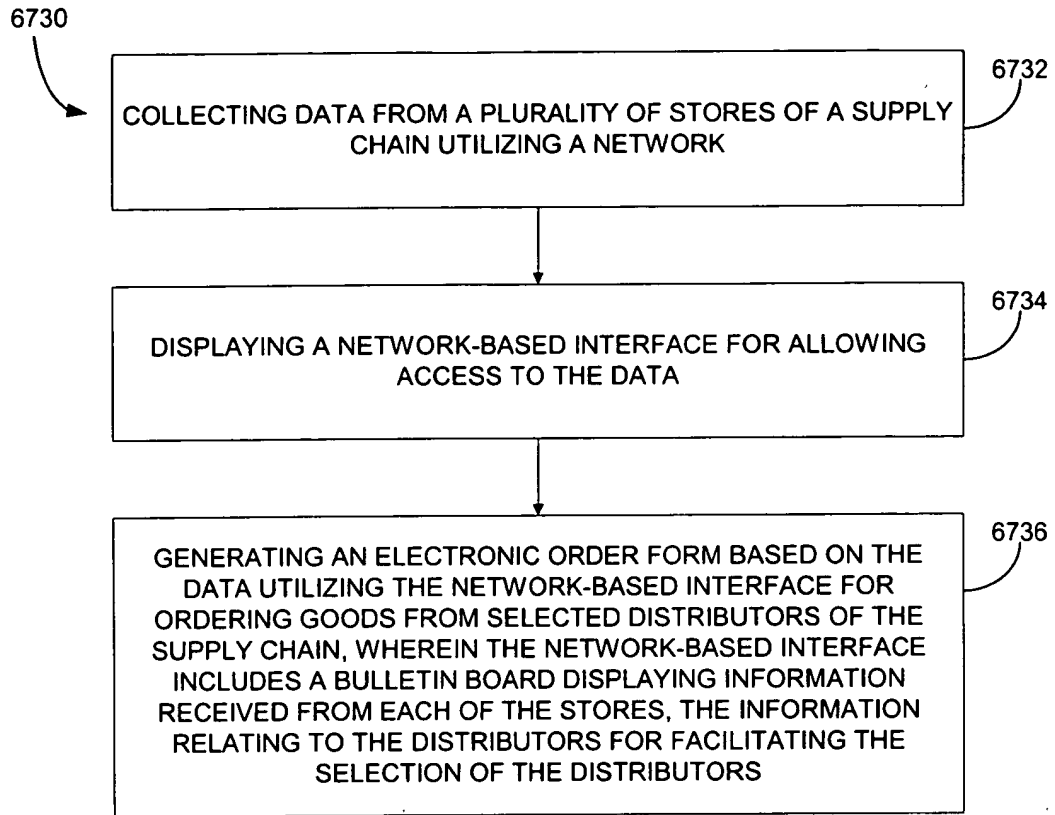 6730
6732
COLLECTING DATA FROM A PLURALITY OF STORES OF A SUPPLY
CHAIN UTILIZING A NETWORK
6734
DISPLAYING A NETWORK-BASED INTERFACE FOR ALLOWING
ACCESS TO THE DATA
6736
GENERATING AN ELECTRONIC ORDER FORM BASED ON THE
DATA UTILIZING THE NETWORK-BASED INTERFACE FOR
ORDERING GOODS FROM SELECTED DISTRIBUTORS OF THE
SUPPLY CHAIN, WHEREIN THE NETWORK-BASED INTERFACE
INCLUDES A BULLETIN BOARD DISPLAYING INFORMATION
RECEIVED FROM EACH OF THE STORES, THE INFORMATION
RELATING TO THE DISTRIBUTORS FOR FACILITATING THE
SELECTION OF THE DISTRIBUTORS